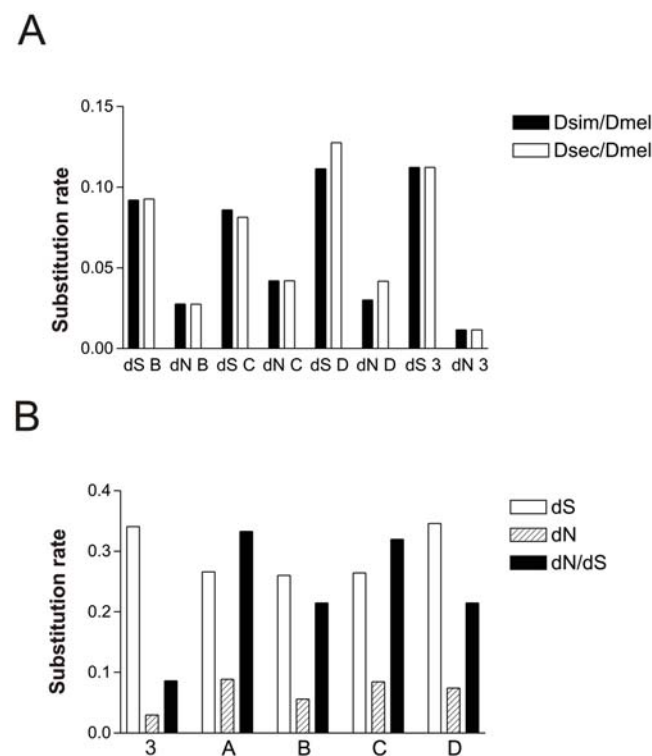 A
0.15
0.10
0.05
0.00
Substitution rate
dS B dN B dS C dN C dS D dN D dS 3 dN 3
Dsim/Dmel
Dsec/Dmel
B
0.4
0.3
0.2
0.1
0.0
Substitution rate
3 A B C D
dS
dN
dN/dS